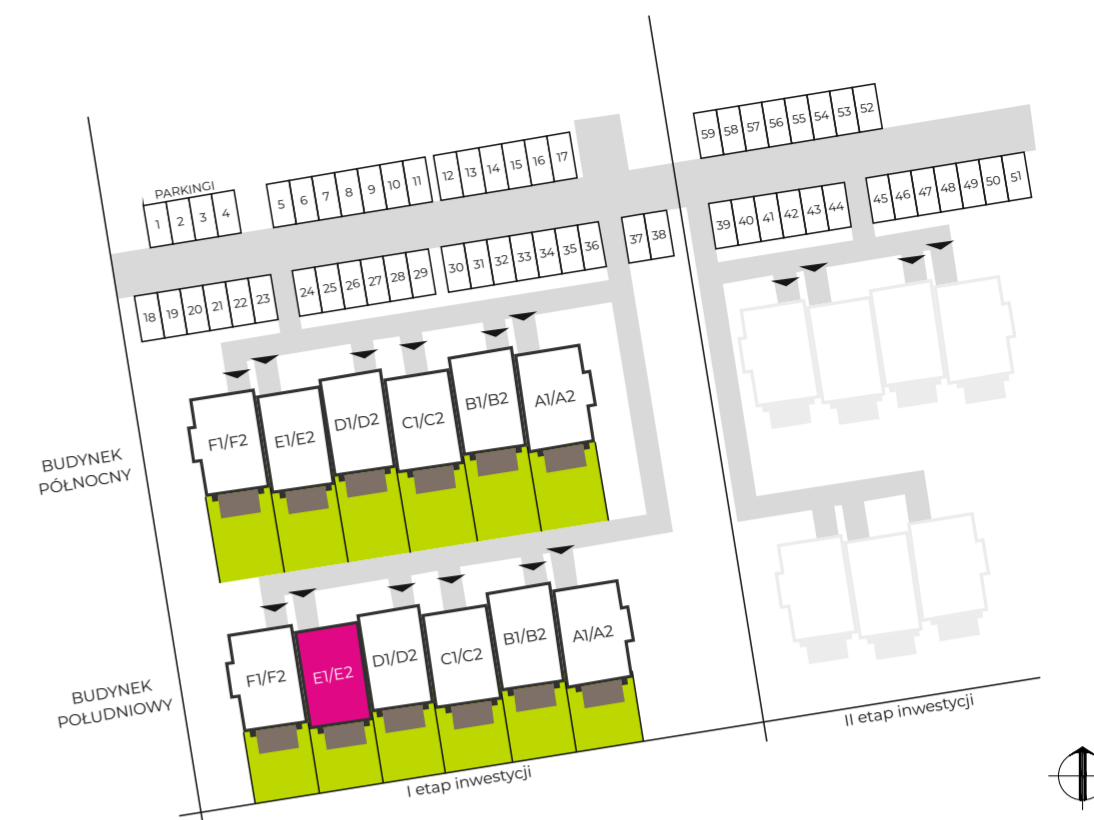 59 58 57 56 55 54 53 52
PARKINGI
1 2 3 4
5 6 7 8 9 10 11
12 13 14 15 16 17
18 19 20 21 22 23
24 25 26 27 28 29
30 31 32 33 34 35 36
37 38
39 40 41 42 43 44
45 46 47 48 49 50 51
BUDYNEK
PÓŁNOCNY
F1/F2 E1/E2 D1/D2 C1/C2 B1/B2 A1/A2
BUDYNEK
POŁUDNIOWY
F1/F2 E1/E2 D1/D2 C1/C2 B1/B2 A1/A2
I etap inwestycji
II etap inwestycji